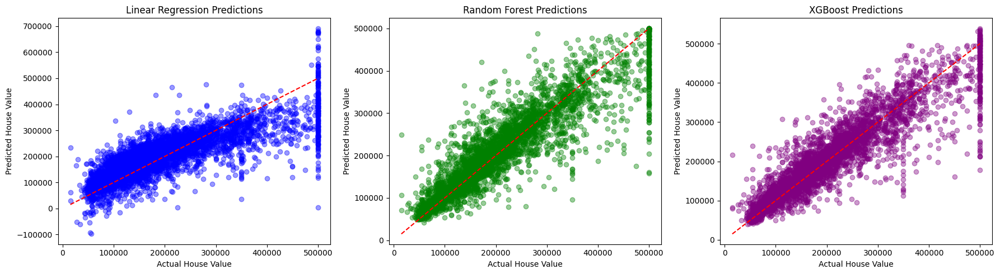 Linear Regression Predictions
700000
600000
500000
400000
300000
200000
100000
0
−100000
Predicted House Value
0 100000 200000 300000 400000 500000
Actual House Value
Random Forest Predictions
500000
400000
300000
200000
100000
0
Predicted House Value
0 100000 200000 300000 400000 500000
Actual House Value
XGBoost Predictions
500000
400000
300000
200000
100000
0
Predicted House Value
0 100000 200000 300000 400000 500000
Actual House Value